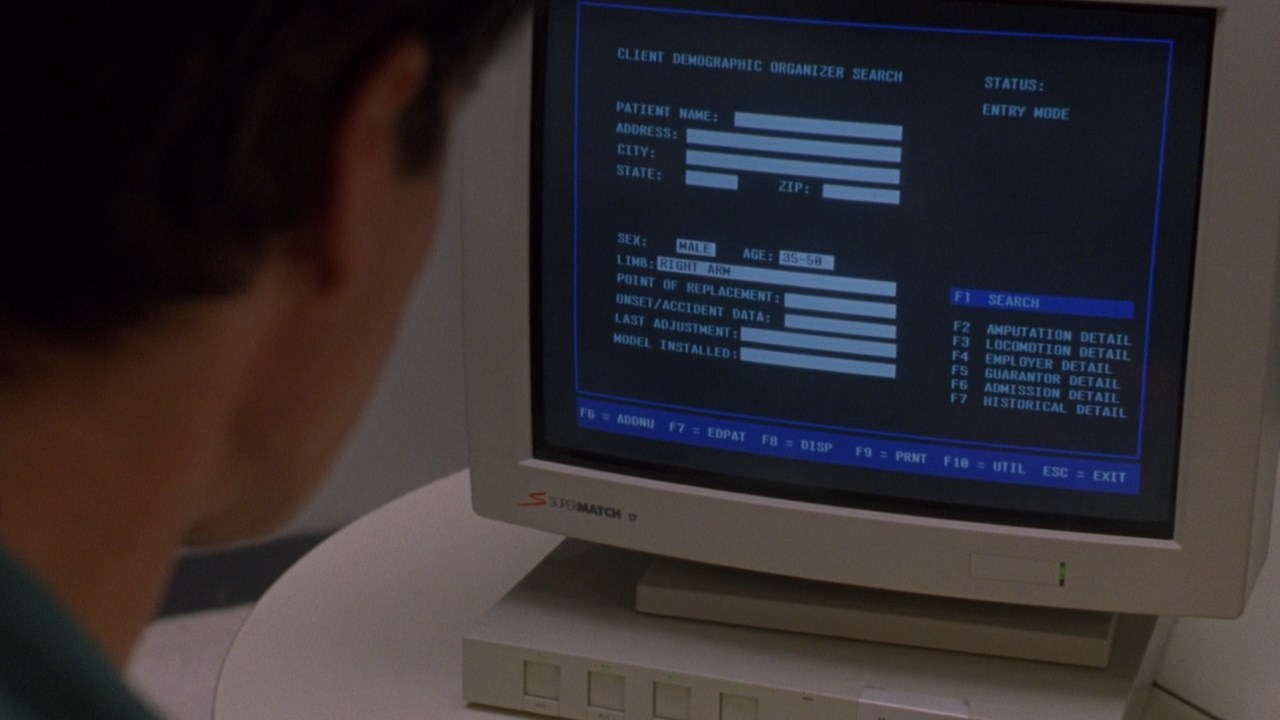 CLIENT DEMOGRAPHIC ORGANIZER SEARCH
STATUS:
ENTRY MODE
PATIENT NAME:
ADDRESS:
CITY:
STATE: ZIP:
SEX: MALE AGE: 35-50
LIMB: RIGHT ARM
POINT OF REPLACEMENT:
ONSET/ACCIDENT DATA:
LAST ADJUSTMENT:
MODEL INSTALLED:
F1 SEARCH
F2 AMPUTATION DETAIL
F3 LOCOMOTION DETAIL
F4 EMPLOYER DETAIL
F5 GUARANTOR DETAIL
F6 ADMISSION DETAIL
F7 HISTORICAL DETAIL
F6 = ADDNU F7 = EDPAT F8 = DISP F9 = PRNT F10 = UTIL ESC = EXIT
SUPERMATCH 17